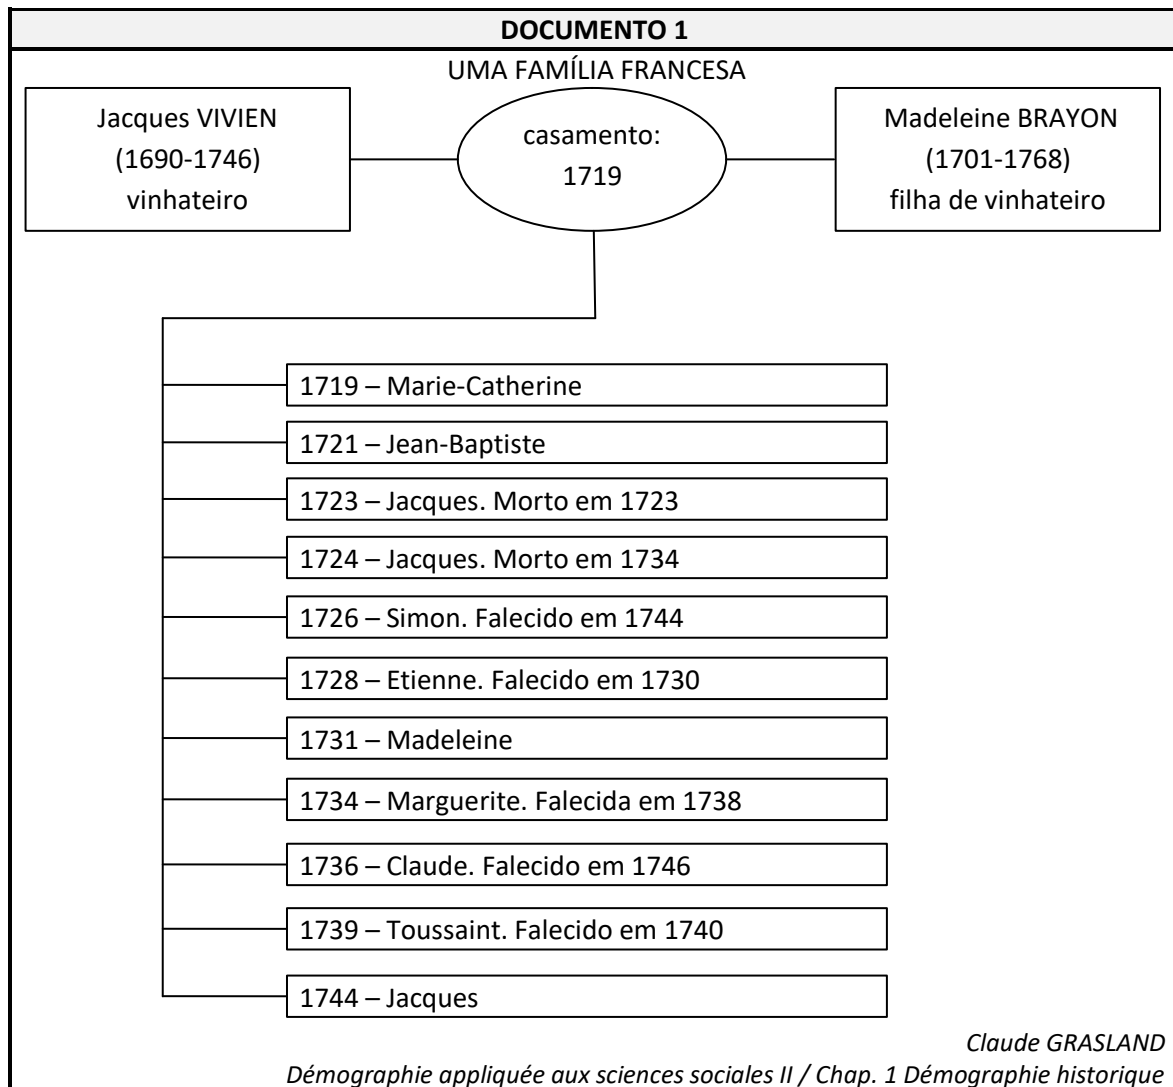 DOCUMENTO 1
UMA FAMÍLIA FRANCESA
Jacques VIVIEN
(1690-1746)
vinhateiro
casamento:
1719
Madeleine BRAYON
(1701-1768)
filha de vinhateiro
1719 – Marie-Catherine
1721 – Jean-Baptiste
1723 – Jacques. Morto em 1723
1724 – Jacques. Morto em 1734
1726 – Simon. Falecido em 1744
1728 – Etienne. Falecido em 1730
1731 – Madeleine
1734 – Marguerite. Falecida em 1738
1736 – Claude. Falecido em 1746
1739 – Toussaint. Falecido em 1740
1744 – Jacques
Claude GRASLAND
Démographie appliquée aux sciences sociales II / Chap. 1 Démographie historique